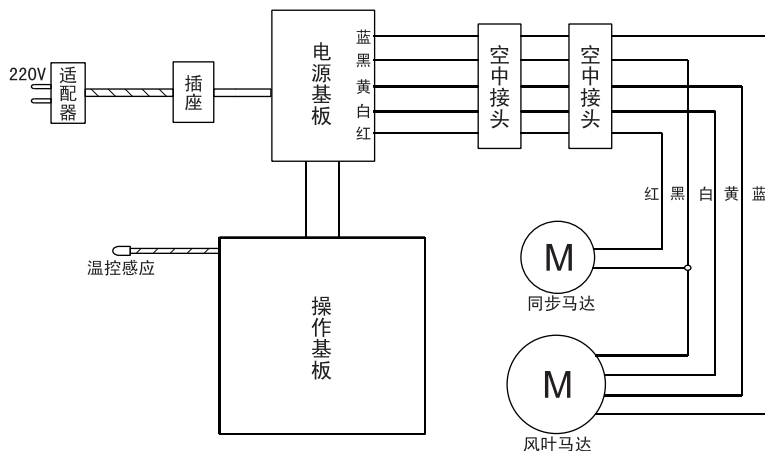 220V
适配器
插座
电源基板
蓝
黑
黄
白
红
空中接头
空中接头
红
黑
白
黄
蓝
温控感应
操作基板
M
同步马达
M
风叶马达